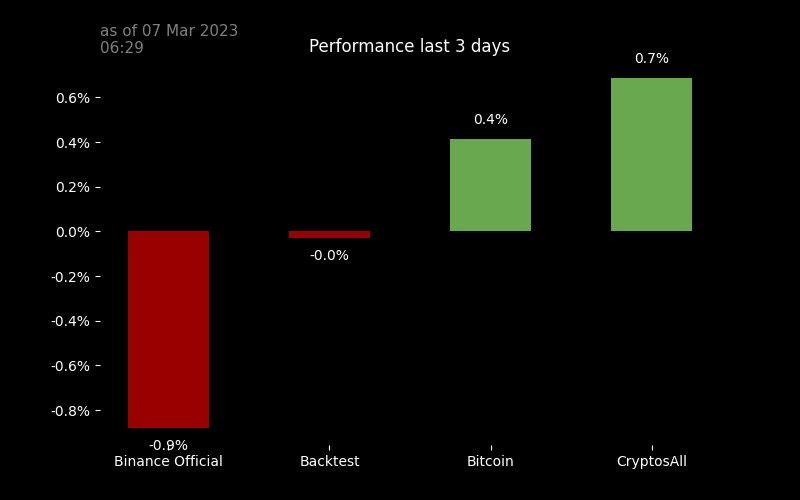 as of 07 Mar 2023
06:29
Performance last 3 days
0.7%
0.6%
0.4%
0.4%
0.2%
0.0%
-0.0%
-0.2%
-0.4%
-0.6%
-0.8%
-0.9%
Binance Official
Backtest
Bitcoin
CryptosAll